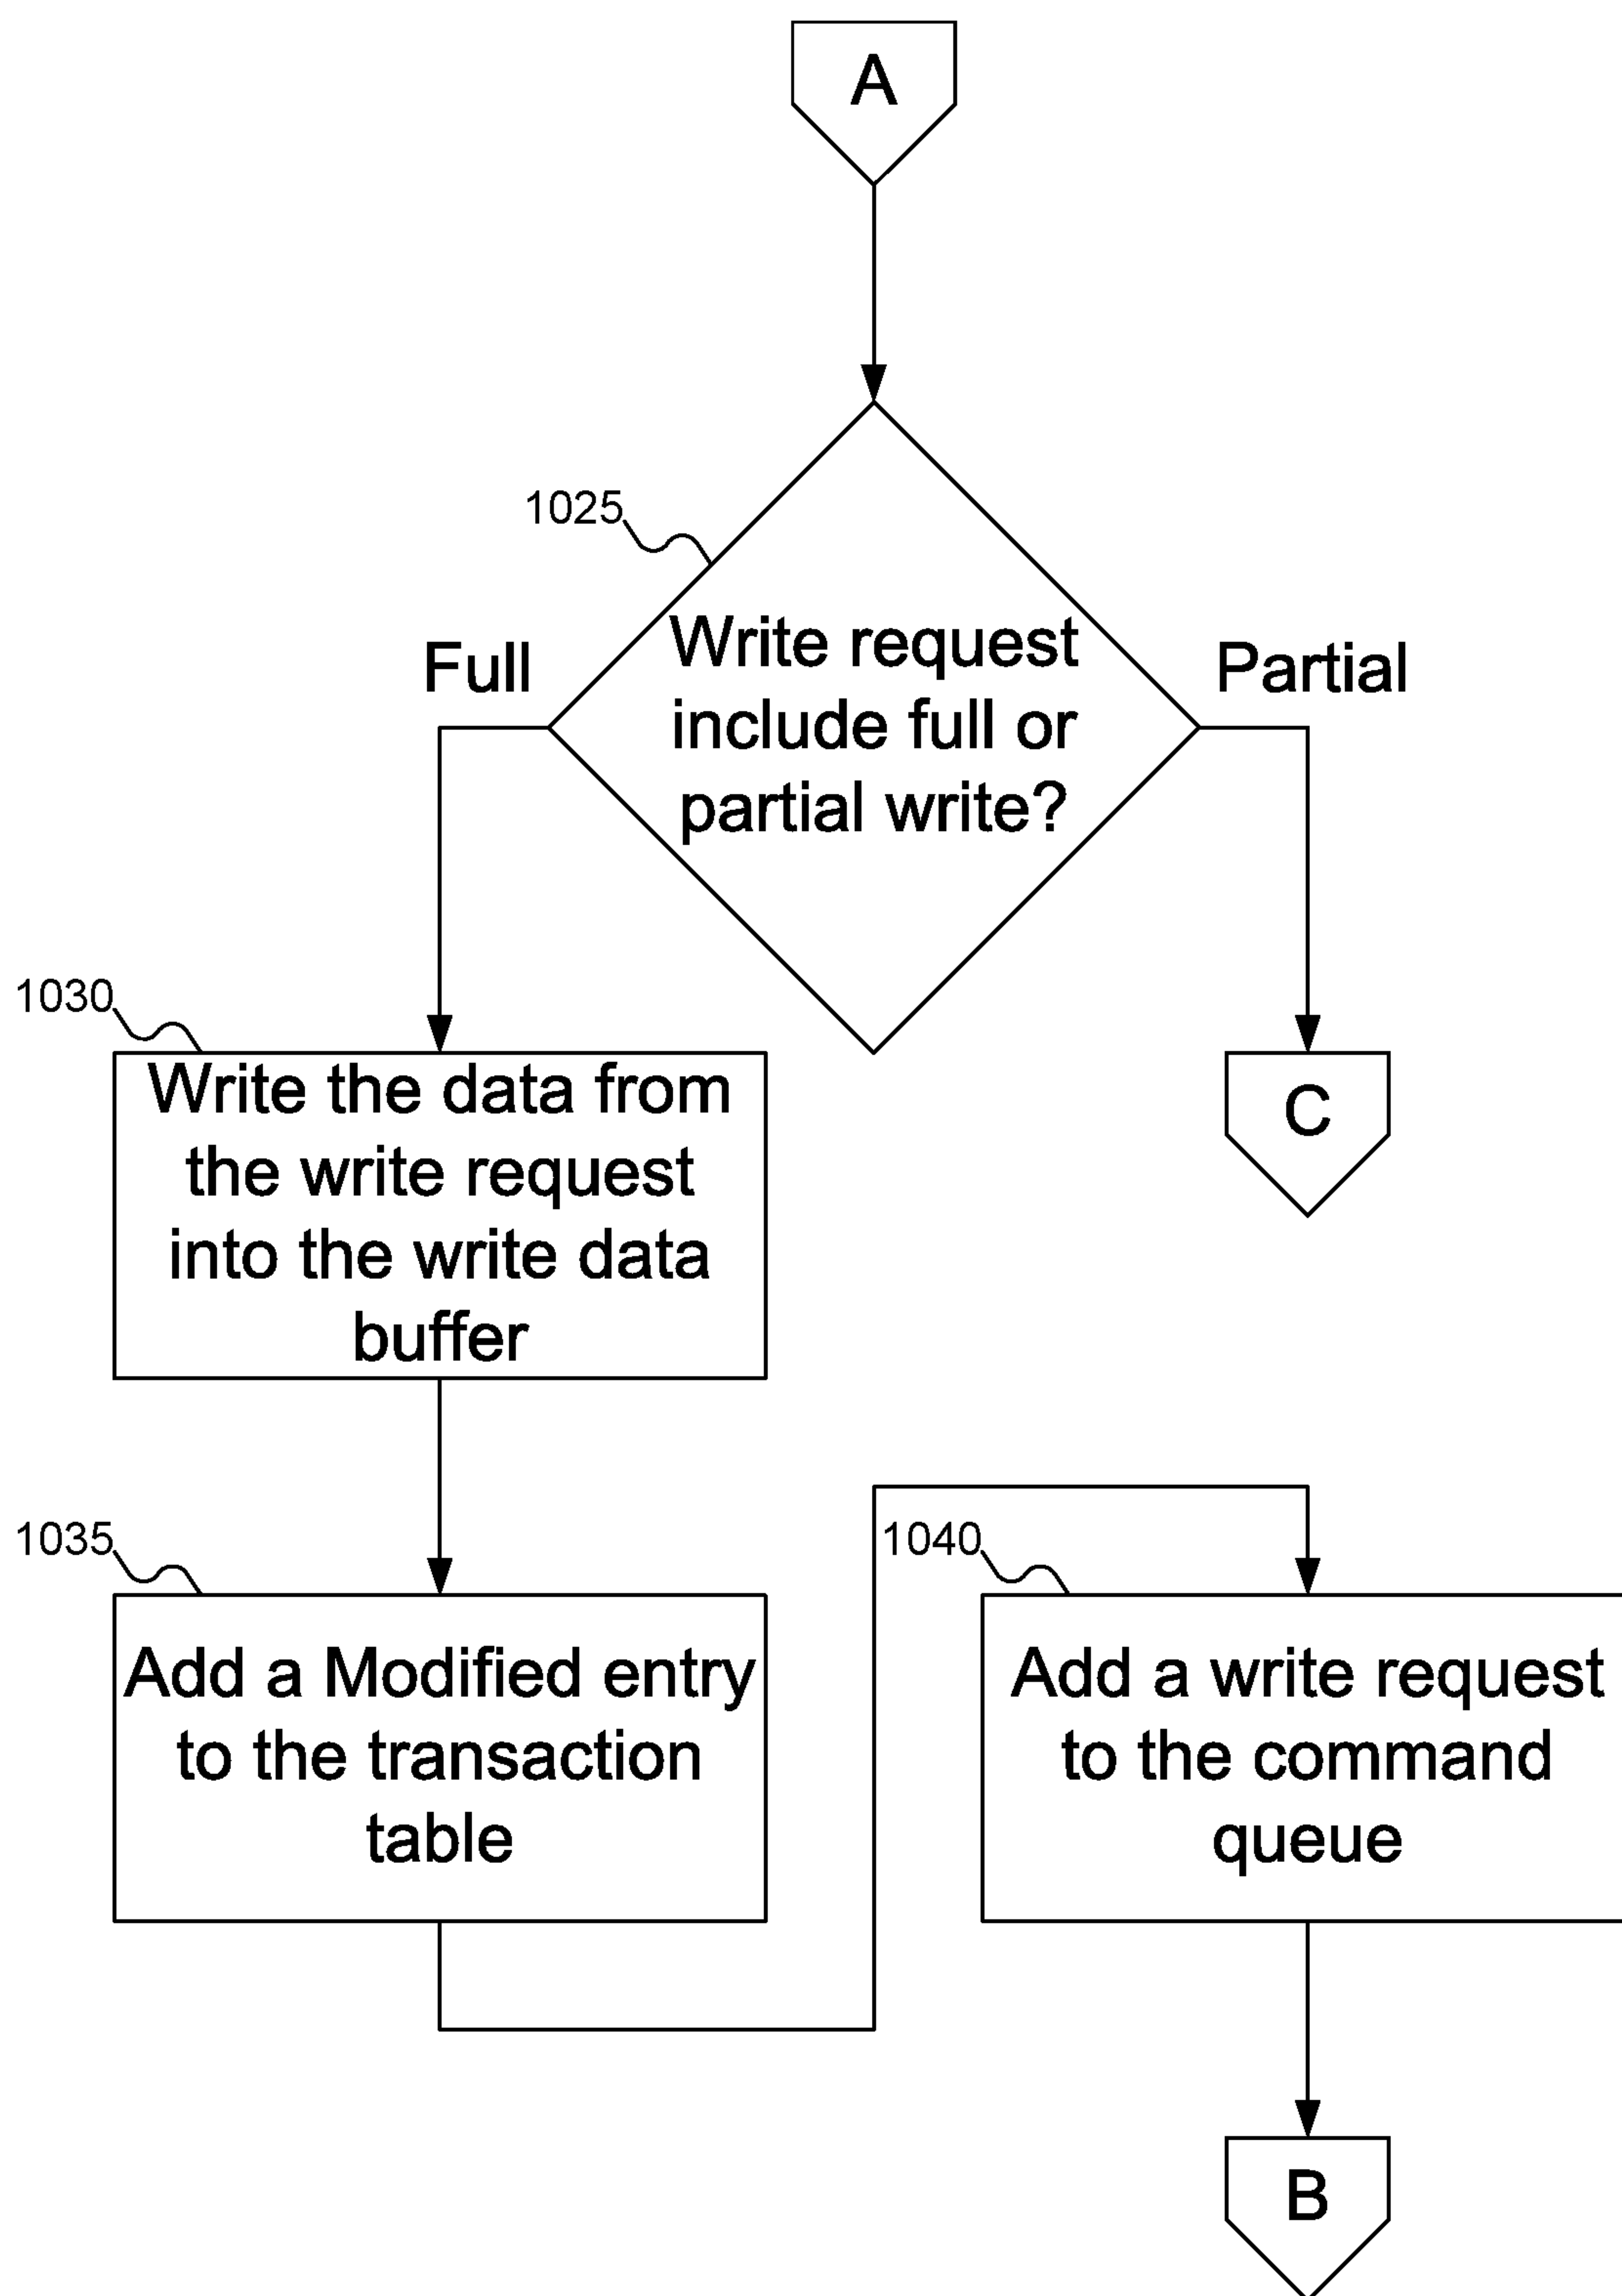 A
1025
Write request
include full or
partial write?
Full
Partial
1030
Write the data from
the write request
into the write data
buffer
C
1035
Add a Modified entry
to the transaction
table
1040
Add a write request
to the command
queue
B